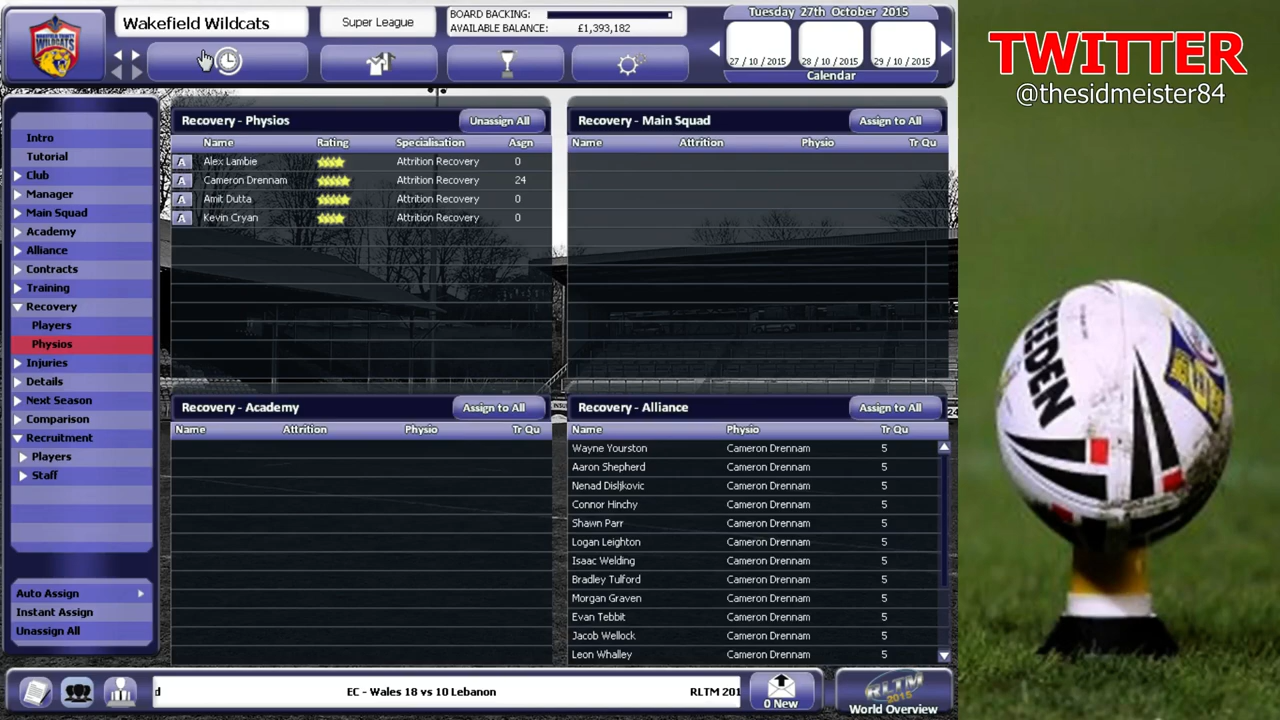 Wakefield Wildcats
Super League
BOARD BACKING:
AVAILABLE BALANCE: £1,393,182
Tuesday 27th October 2015
27 / 10 / 2015 28 / 10 / 2015 29 / 10 / 2015
Calendar
TWITTER
@thesidmeister84
Intro
Tutorial
Club
Manager
Main Squad
Academy
Alliance
Contracts
Training
Recovery
Players
Physios
Injuries
Details
Next Season
Comparison
Recruitment
Players
Staff
Auto Assign
Instant Assign
Unassign All
Recovery - Physios Unassign All
Name Rating Specialisation Asgn
A Alex Lambie Attrition Recovery 0
A Cameron Drennam Attrition Recovery 24
A Amit Dutta Attrition Recovery 0
A Kevin Cryan Attrition Recovery 0
Recovery - Main Squad Assign to All
Name Attrition Physio Tr Qu
Recovery - Academy Assign to All
Name Attrition Physio Tr Qu
Recovery - Alliance Assign to All
Name Physio Tr Qu
Wayne Yourston Cameron Drennam 5
Aaron Shepherd Cameron Drennam 5
Nenad Disljkovic Cameron Drennam 5
Connor Hinchy Cameron Drennam 5
Shawn Parr Cameron Drennam 5
Logan Leighton Cameron Drennam 5
Isaac Welding Cameron Drennam 5
Bradley Tulford Cameron Drennam 5
Morgan Graven Cameron Drennam 5
Evan Tebbit Cameron Drennam 5
Jacob Wellock Cameron Drennam 5
Leon Whalley Cameron Drennam 5
d EC - Wales 18 vs 10 Lebanon RLTM 201
0 New
RLTM
2015
World Overview
STEEDEN